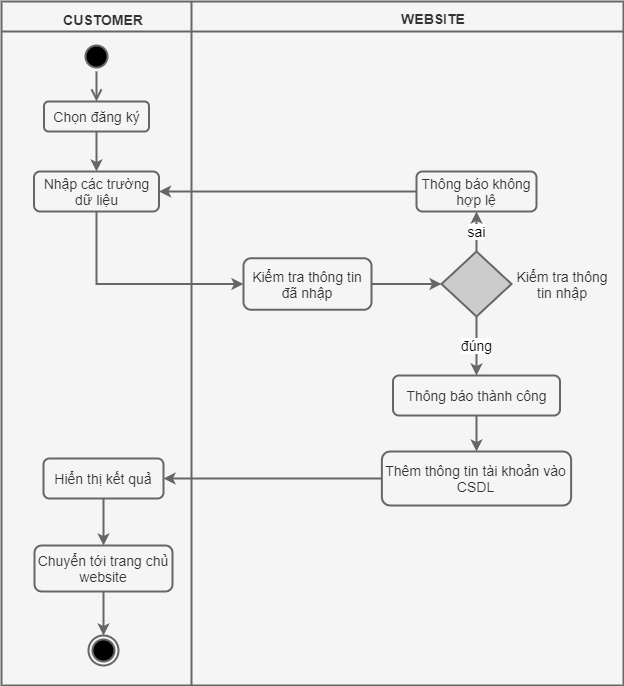 CUSTOMER
WEBSITE
Chọn đăng ký
Nhập các trường
dữ liệu
Thông báo không
hợp lệ
sai
Kiểm tra thông tin
đã nhập
Kiểm tra thông
tin nhập
đúng
Thông báo thành công
Thêm thông tin tài khoản vào
CSDL
Hiển thị kết quả
Chuyển tới trang chủ
website